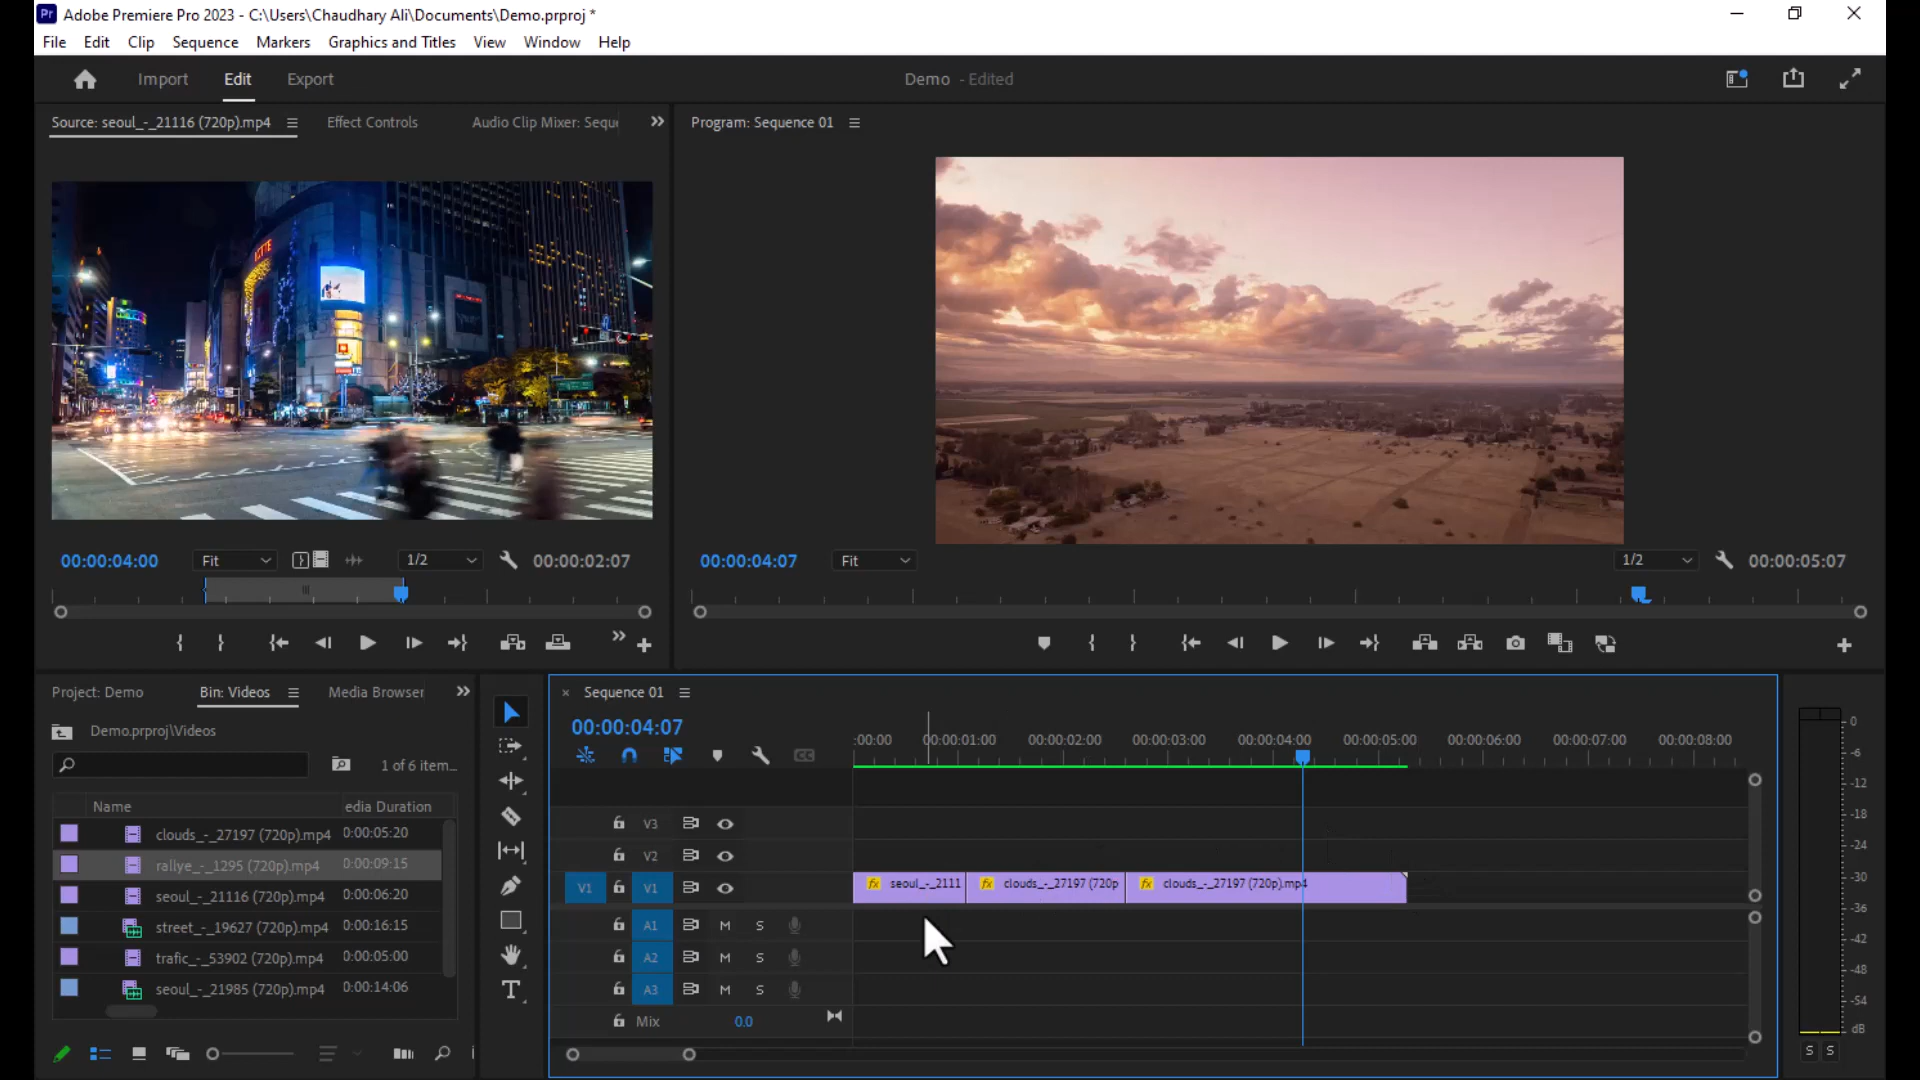 Pr Adobe Premiere Pro 2023 - C:\Users\Chaudhary Ali\Documents\Demo.prproj *
File Edit Clip Sequence Markers Graphics and Titles View Window Help
Import Edit Export
Demo - Edited
Source: seoul_-_21116 (720p).mp4 Effect Controls Audio Clip Mixer: Sequ
Program: Sequence 01
00:00:04:00 Fit 1/2 00:00:02:07
00:00:04:07 Fit 1/2 00:00:05:07
Project: Demo Bin: Videos Media Browser
Demo.prproj\Videos
1 of 6 item...
Name edia Duration
clouds_-_27197 (720p).mp4 0:00:05:20
rallye_-_1295 (720p).mp4 0:00:09:15
seoul_-_21116 (720p).mp4 0:00:06:20
street_-_19627 (720p).mp4 0:00:16:15
trafic_-_53902 (720p).mp4 0:00:05:00
seoul_-_21985 (720p).mp4 0:00:14:06
T
Sequence 01
00:00:04:07
:00:00 00:00:01:00 00:00:02:00 00:00:03:00 00:00:04:00 00:00:05:00 00:00:06:00 00:00:07:00 00:00:08:00
CC
V3
V2
V1 V1 fx seoul_-_2111 fx clouds_-_27197 (720p fx clouds_-_27197 (720p).mp4
A1 M S
A2 M S
A3 M S
Mix 0.0
0
-6
-12
-18
-24
-30
-36
-42
-48
-54
dB
S S